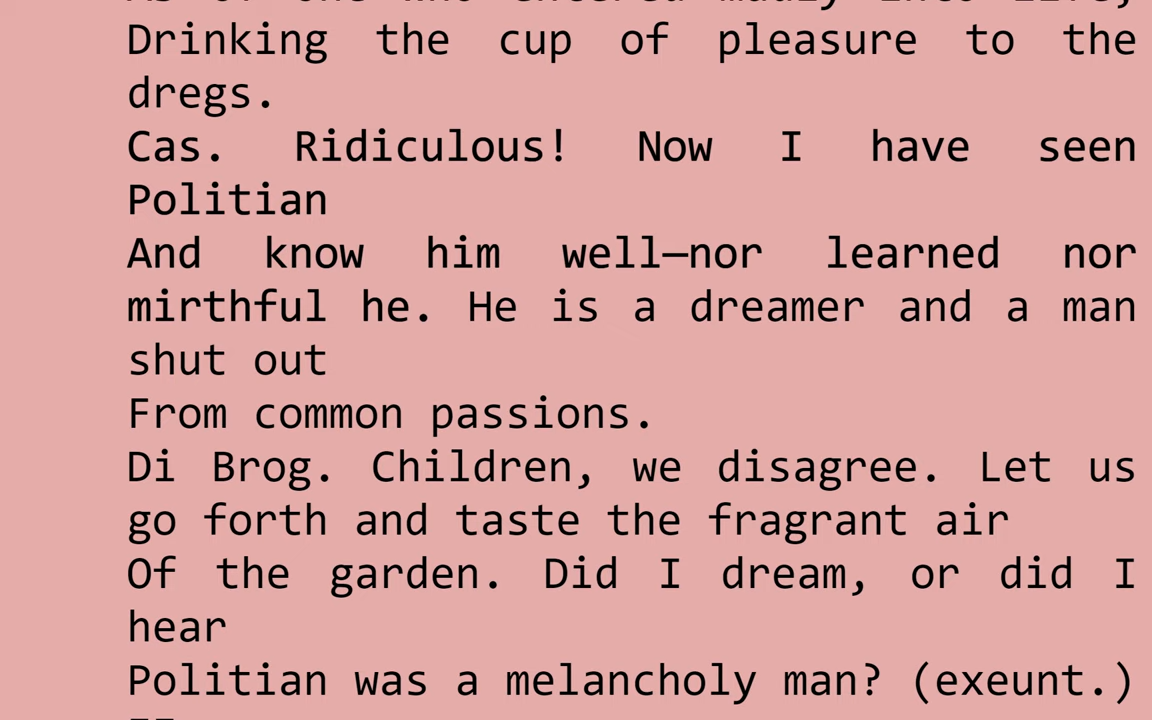 Drinking the cup of pleasure to the
dregs.
Cas. Ridiculous! Now I have seen
Politian
And know him well—nor learned nor
mirthful he. He is a dreamer and a man
shut out
From common passions.
Di Brog. Children, we disagree. Let us
go forth and taste the fragrant air
Of the garden. Did I dream, or did I
hear
Politian was a melancholy man? (exeunt.)